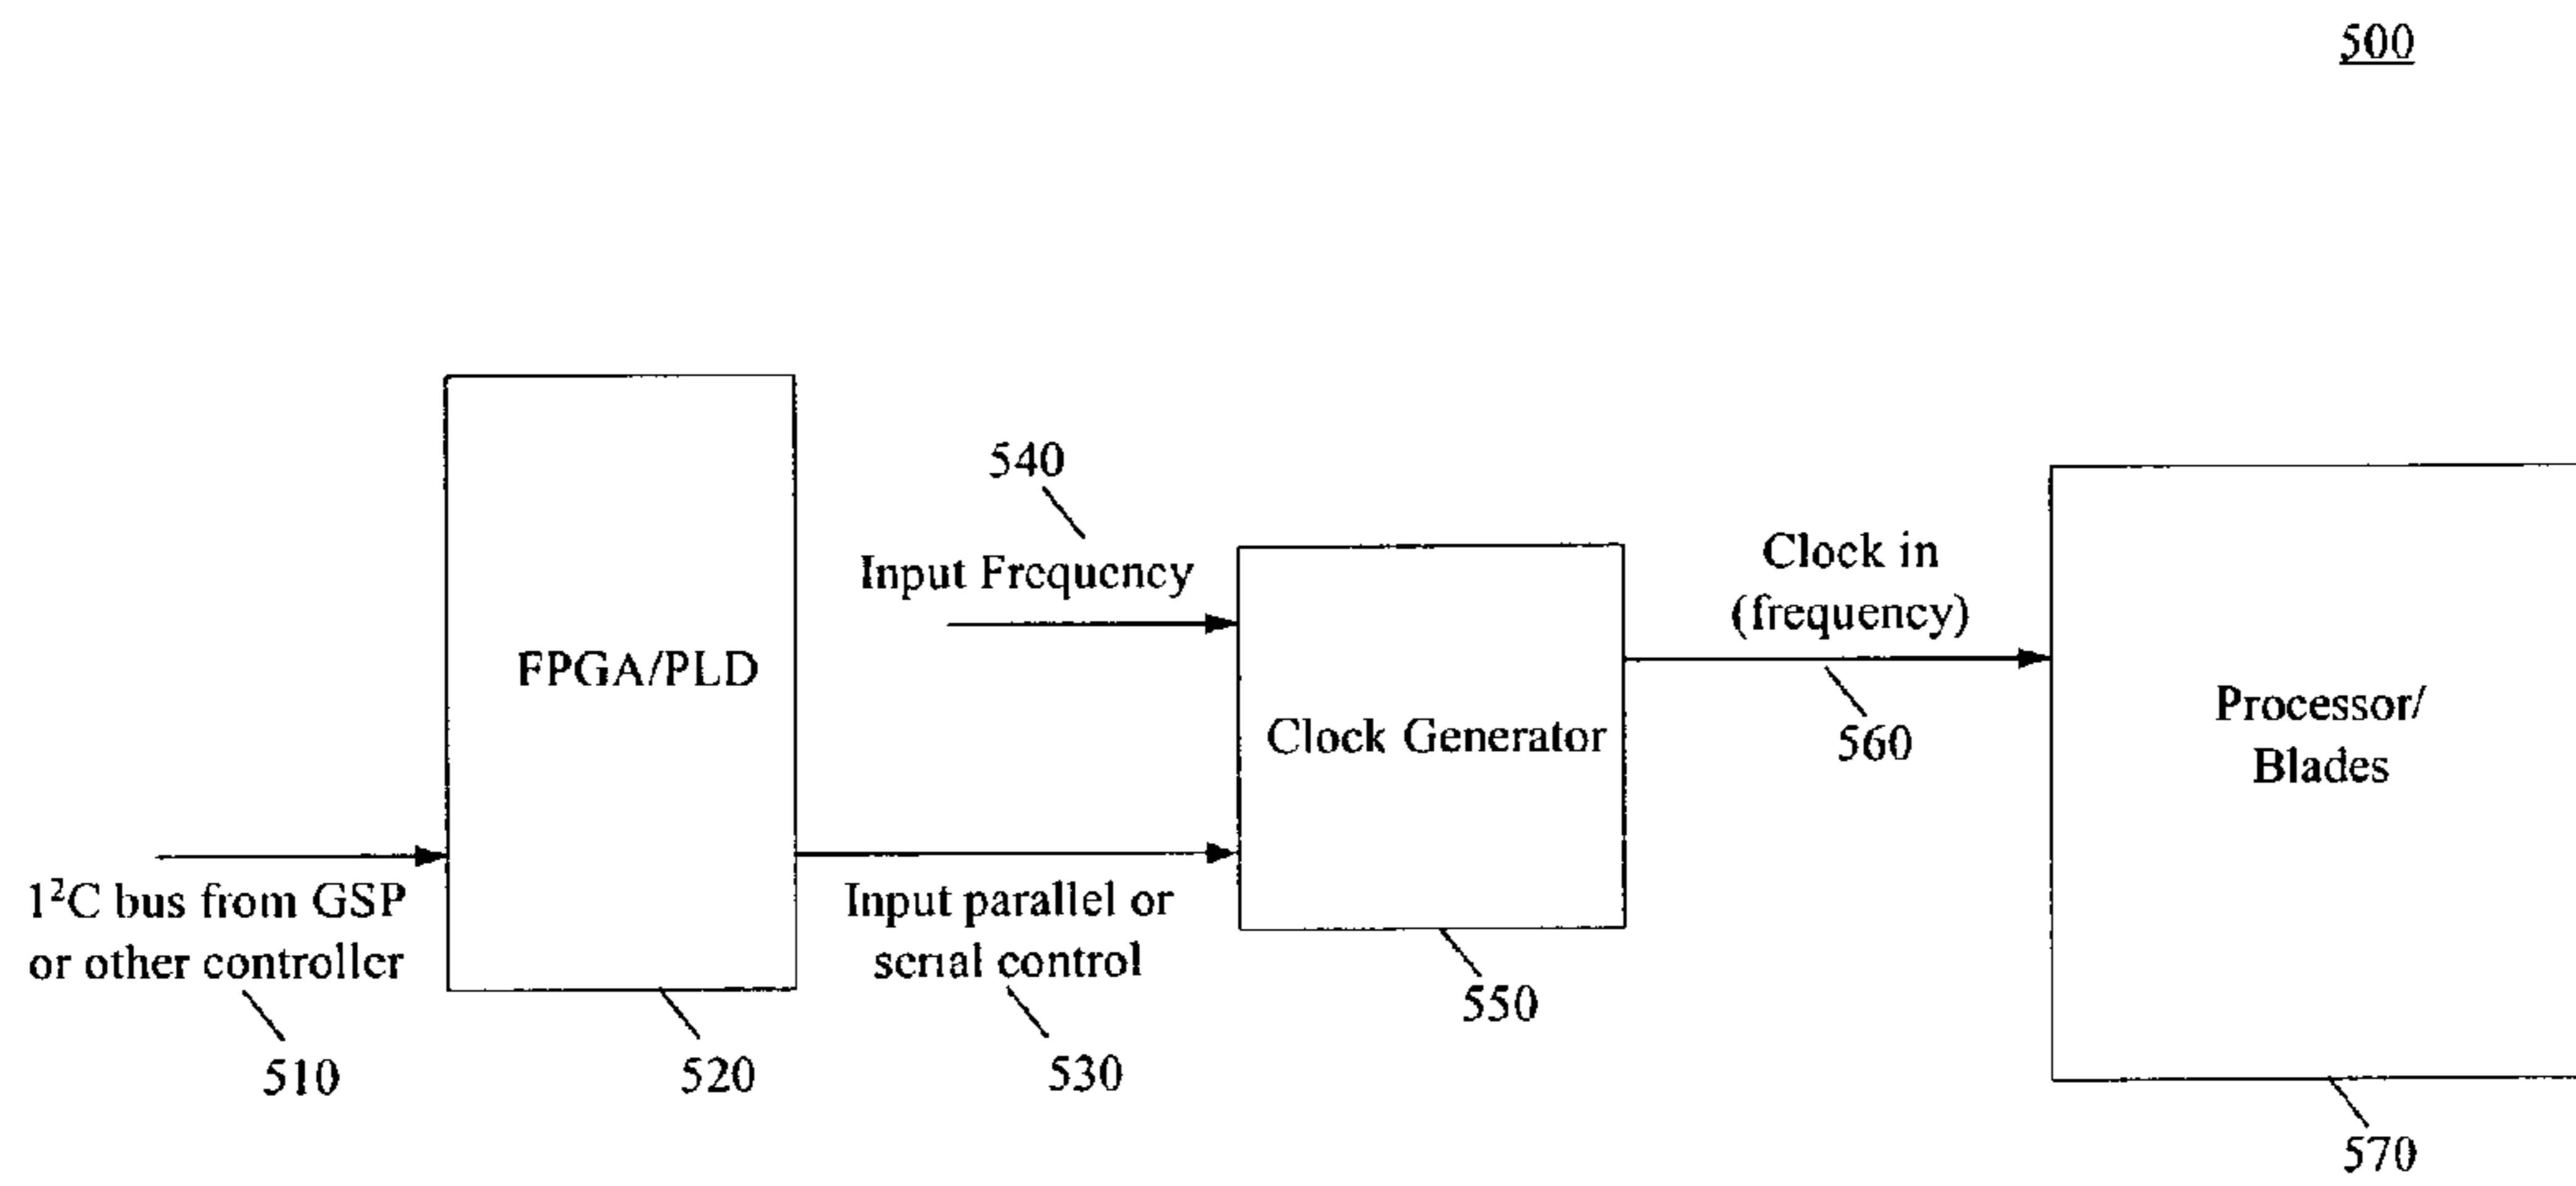 500
540
Input Frequency
Clock in
(frequency)
FPGA/PLD
Clock Generator
560
Processor/
Blades
I²C bus from GSP
or other controller
Input parallel or
serial control
510
520
530
550
570